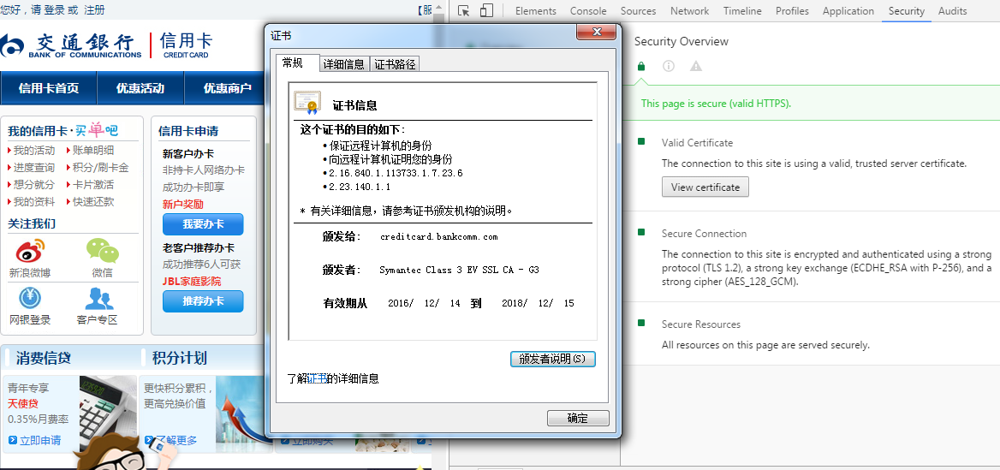 您好，请 登录 或 注册
【服
交通銀行
BANK OF COMMUNICATIONS
信用卡
CREDIT CARD
信用卡首页
优惠活动
优惠商户
我的信用卡·买单吧
我的活动
账单明细
进度查询
积分/刷卡金
想分就分
卡片激活
我的资料
快速还款
关注我们
新浪微博
微信
网银登录
客户专区
信用卡申请
新客户办卡
非持卡人网络办卡
成功办卡即享
新户奖励
我要办卡
老客户推荐办卡
成功推荐6人可获
JBL家庭影院
推荐办卡
消费信贷
青年专享
天使贷
0.35%月费率
立即申请
积分计划
更快积分累积，
更高兑换价值
了解更多
立即购买
证书
常规
详细信息
证书路径
证书信息
这个证书的目的如下:
• 保证远程计算机的身份
• 向远程计算机证明您的身份
• 2.16.840.1.113733.1.7.23.6
• 2.23.140.1.1
* 有关详细信息，请参考证书颁发机构的说明。
颁发给: creditcard.bankcomm.com
颁发者: Symantec Class 3 EV SSL CA - G3
有效期从 2016/ 12/ 14 到 2018/ 12/ 15
颁发者说明(S)
了解证书的详细信息
确定
Elements
Console
Sources
Network
Timeline
Profiles
Application
Security
Audits
Security Overview
This page is secure (valid HTTPS).
Valid Certificate
The connection to this site is using a valid, trusted server certificate.
View certificate
Secure Connection
The connection to this site is encrypted and authenticated using a strong
protocol (TLS 1.2), a strong key exchange (ECDHE_RSA with P-256), and a
strong cipher (AES_128_GCM).
Secure Resources
All resources on this page are served securely.